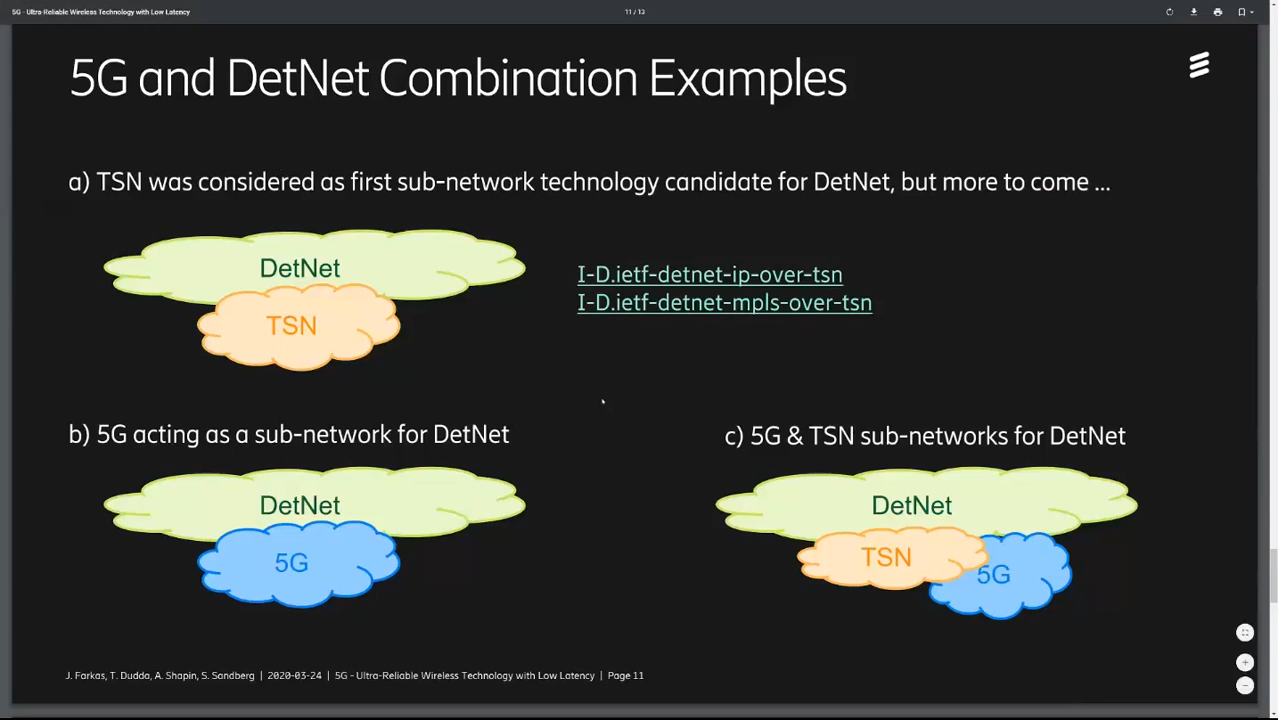 5G - Ultra-Reliable Wireless Technology with Low Latency
11 / 13
5G and DetNet Combination Examples
a) TSN was considered as first sub-network technology candidate for DetNet, but more to come ...
DetNet
TSN
I-D.ietf-detnet-ip-over-tsn
I-D.ietf-detnet-mpls-over-tsn
b) 5G acting as a sub-network for DetNet
DetNet
5G
c) 5G & TSN sub-networks for DetNet
DetNet
TSN
5G
J. Farkas, T. Dudda, A. Shapin, S. Sandberg | 2020-03-24 | 5G - Ultra-Reliable Wireless Technology with Low Latency | Page 11